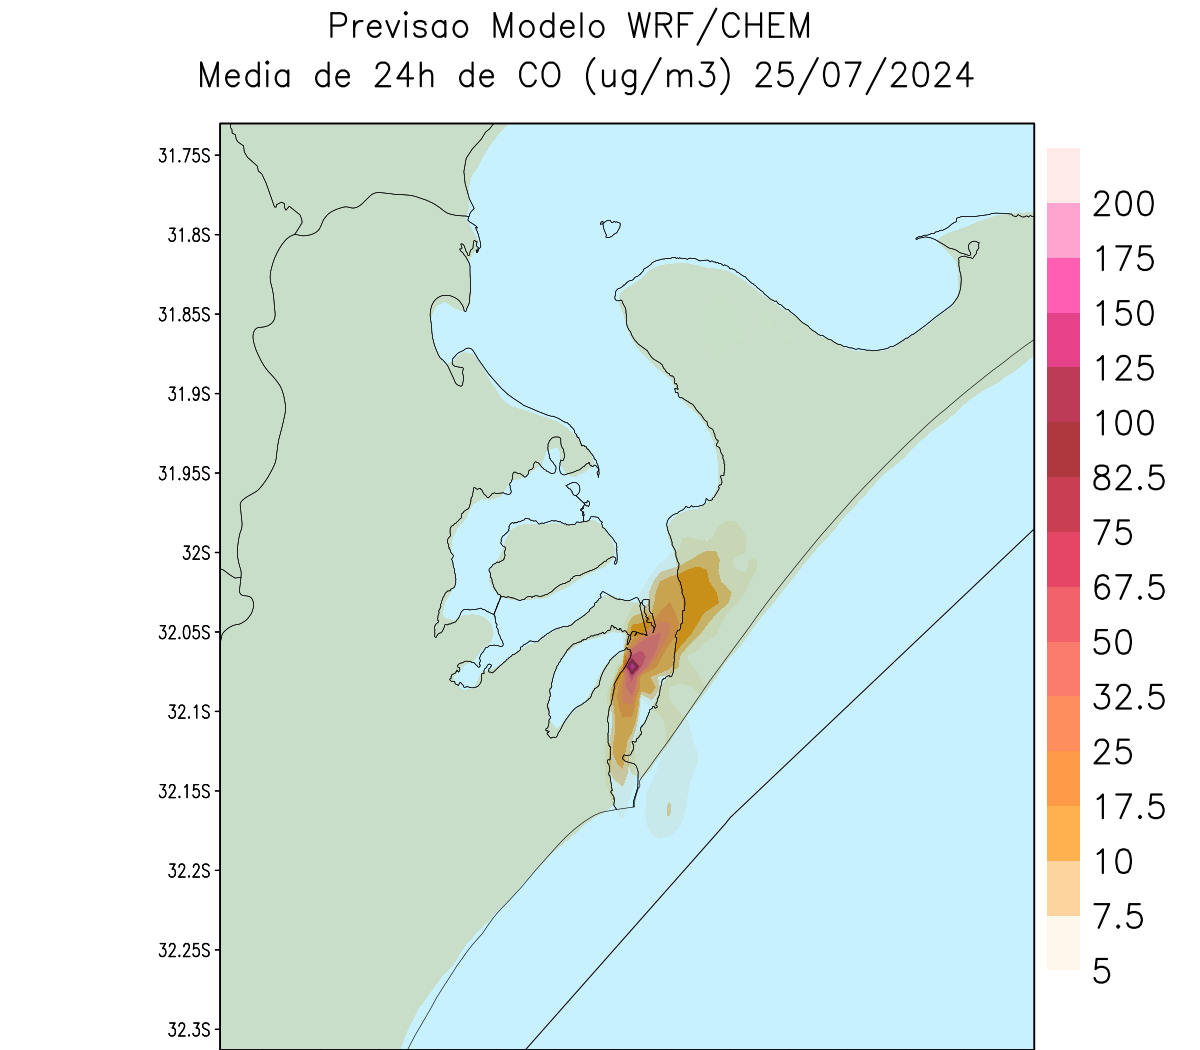 Previsao Modelo WRF/CHEM
Media de 24h de CO (ug/m3) 25/07/2024
31.75S
31.8S
31.85S
31.9S
31.95S
32S
32.05S
32.1S
32.15S
32.2S
32.25S
32.3S
200
175
150
125
100
82.5
75
67.5
50
32.5
25
17.5
10
7.5
5